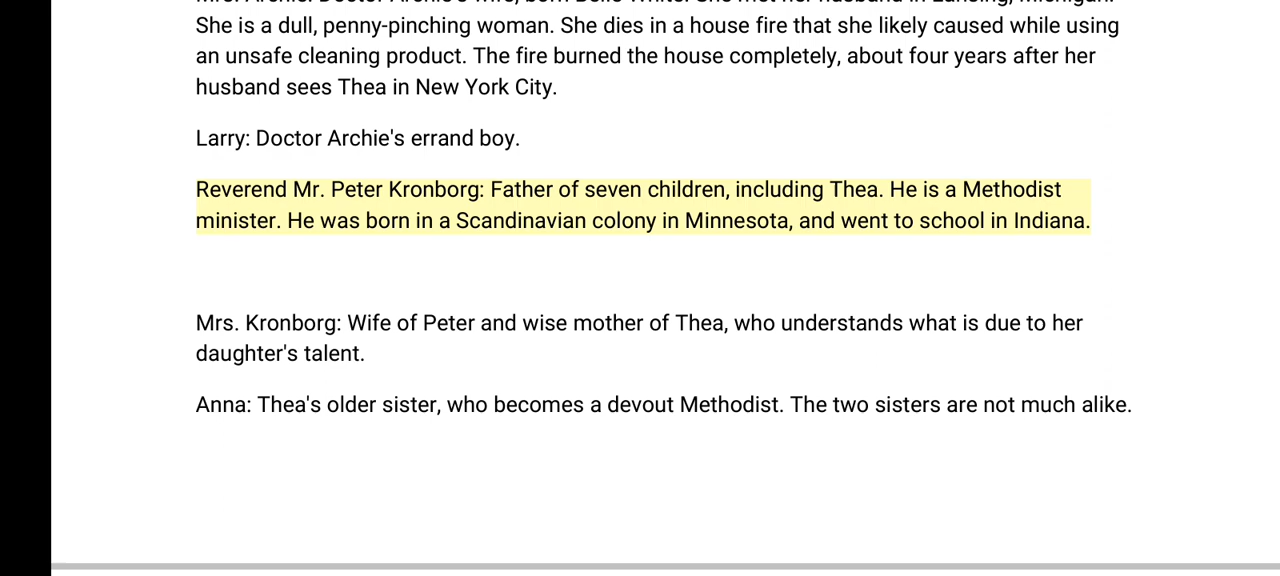 She is a dull, penny-pinching woman. She dies in a house fire that she likely caused while using
an unsafe cleaning product. The fire burned the house completely, about four years after her
husband sees Thea in New York City.
Larry: Doctor Archie's errand boy.
Reverend Mr. Peter Kronborg: Father of seven children, including Thea. He is a Methodist
minister. He was born in a Scandinavian colony in Minnesota, and went to school in Indiana.
Mrs. Kronborg: Wife of Peter and wise mother of Thea, who understands what is due to her
daughter's talent.
Anna: Thea's older sister, who becomes a devout Methodist. The two sisters are not much alike.